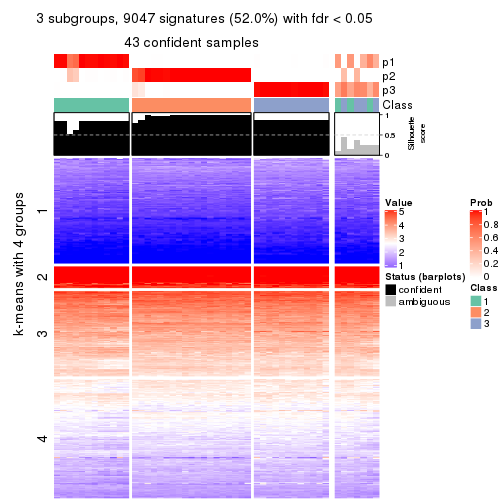 3 subgroups, 9047 signatures (52.0%) with fdr < 0.05
43 confident samples
p1
p2
p3
Class
1
0.5
0
Silhouette
score
k-means with 4 groups
1
2
3
4
Value
5
4
3
2
1
Status (barplots)
confident
ambiguous
Prob
1
0.8
0.6
0.4
0.2
0
Class
1
2
3